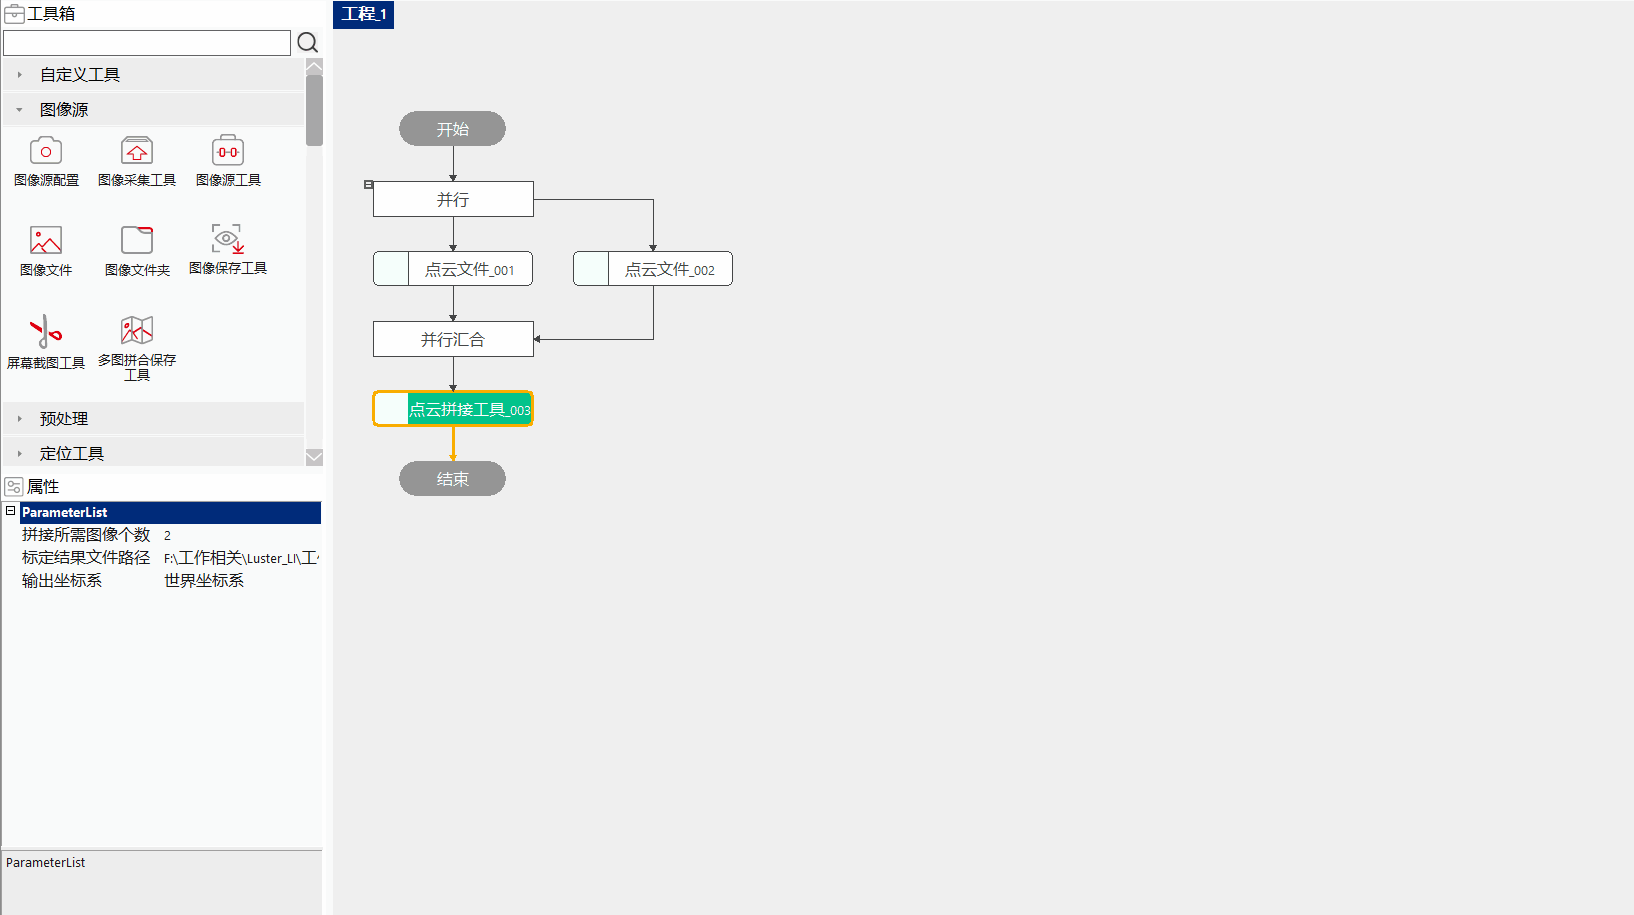 工具箱
自定义工具
图像源
图像源配置
图像采集工具
图像源工具
图像文件
图像文件夹
图像保存工具
屏幕截图工具
多图拼合保存
工具
预处理
定位工具
属性
ParameterList
拼接所需图像个数 2
标定结果文件路径 F:\工作相关\Luster_LI\工
输出坐标系 世界坐标系
ParameterList
工程_1
开始
并行
点云文件_001
点云文件_002
并行汇合
点云拼接工具_003
结束